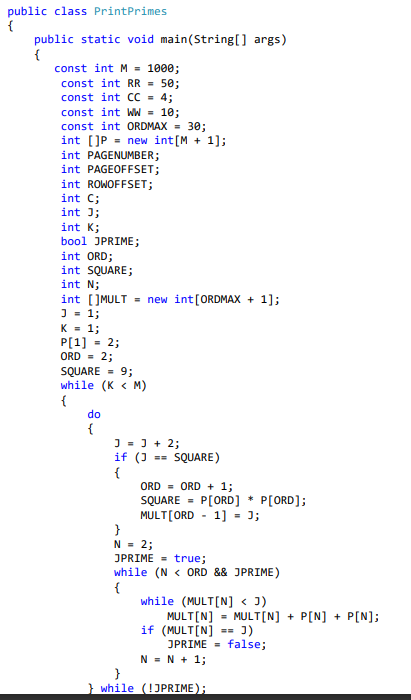 public class PrintPrimes
{
public static void main(String[] args)
{
const int M = 1000;
const int RR = 50;
const int CC = 4;
const int WW = 10;
const int ORDMAX = 30;
int []P = new int[M + 1];
int PAGENUMBER;
int PAGEOFFSET;
int ROWOFFSET;
int C;
int J;
int K;
bool JPRIME;
int ORD;
int SQUARE;
int N;
int []MULT = new int[ORDMAX + 1];
J = 1;
K = 1;
P[1] = 2;
ORD = 2;
SQUARE = 9;
while (K < M)
{
do
{
J = J + 2;
if (J == SQUARE)
{
ORD = ORD + 1;
SQUARE = P[ORD] * P[ORD];
MULT[ORD - 1] = J;
}
N = 2;
JPRIME = true;
while (N < ORD && JPRIME)
{
while (MULT[N] < J)
MULT[N] = MULT[N] + P[N] + P[N];
if (MULT[N] == J)
JPRIME = false;
N = N + 1;
}
} while (!JPRIME);